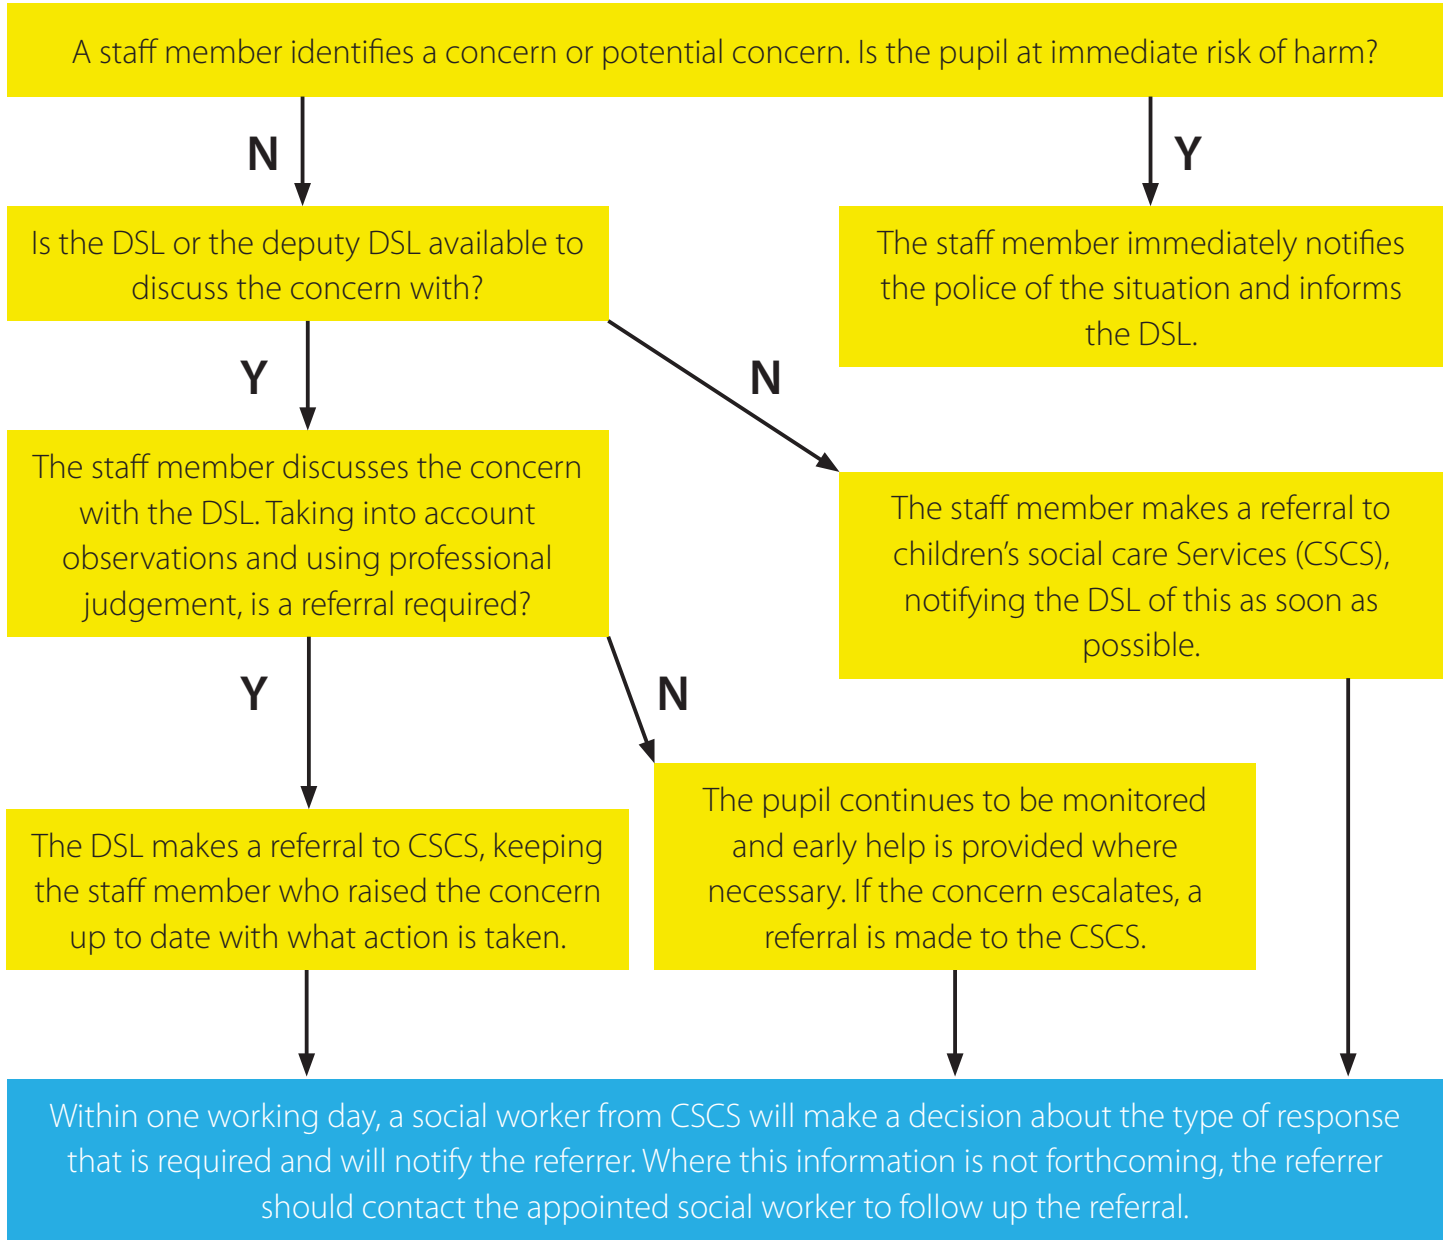 A staff member identifies a concern or potential concern. Is the pupil at immediate risk of harm?
N
Y
Is the DSL or the deputy DSL available to
discuss the concern with?
The staff member immediately notifies
the police of the situation and informs
the DSL.
Y
N
The staff member discusses the concern
with the DSL. Taking into account
observations and using professional
judgement, is a referral required?
The staff member makes a referral to
children’s social care Services (CSCS),
notifying the DSL of this as soon as
possible.
Y
N
The DSL makes a referral to CSCS, keeping
the staff member who raised the concern
up to date with what action is taken.
The pupil continues to be monitored
and early help is provided where
necessary. If the concern escalates, a
referral is made to the CSCS.
Within one working day, a social worker from CSCS will make a decision about the type of response
that is required and will notify the referrer. Where this information is not forthcoming, the referrer
should contact the appointed social worker to follow up the referral.